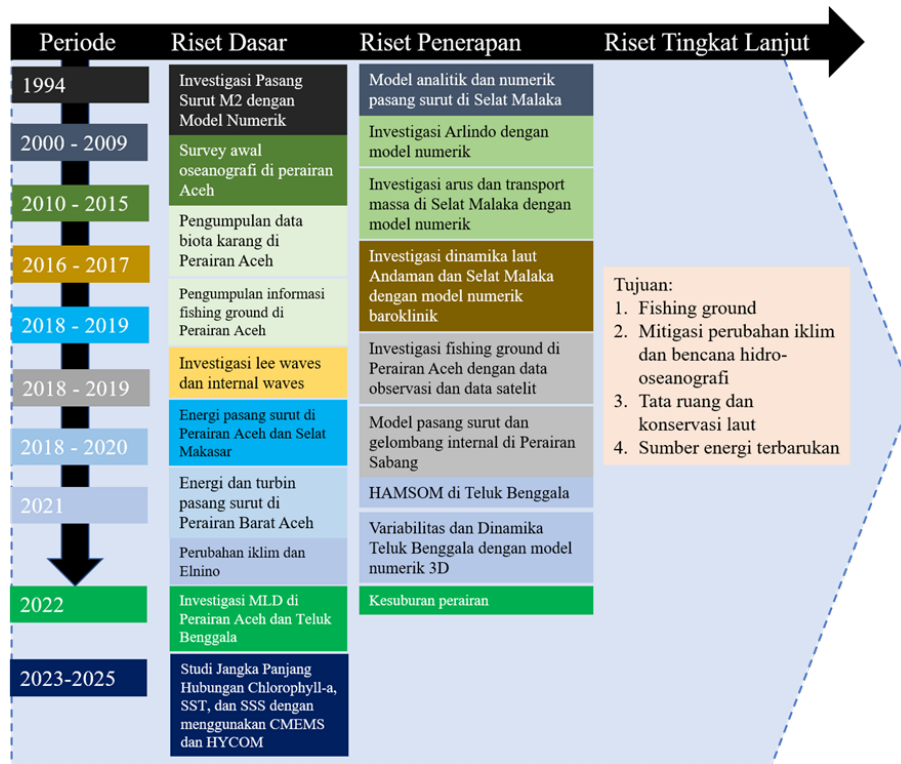 Periode
Riset Dasar
Riset Penerapan
Riset Tingkat Lanjut
1994
2000 - 2009
2010 - 2015
2016 - 2017
2018 - 2019
2018 - 2019
2018 - 2020
2021
2022
2023-2025
Investigasi Pasang
Surut M2 dengan
Model Numerik
Survey awal
oseanografi di perairan
Aceh
Pengumpulan data
biota karang di
Perairan Aceh
Pengumpulan informasi
fishing ground di
Perairan Aceh
Investigasi lee waves
dan internal waves
Energi pasang surut di
Perairan Aceh dan Selat
Makasar
Energi dan turbin
pasang surut di
Perairan Barat Aceh
Perubahan iklim dan
Elnino
Investigasi MLD di
Perairan Aceh dan Teluk
Benggala
Studi Jangka Panjang
Hubungan Chlorophyll-a,
SST, dan SSS dengan
menggunakan CMEMS
dan HYCOM
Model analitik dan numerik
pasang surut di Selat Malaka
Investigasi Arlindo dengan
model numerik
Investigasi arus dan transport
massa di Selat Malaka dengan
model numerik
Investigasi dinamika laut
Andaman dan Selat Malaka
dengan model numerik
baroklinik
Investigasi fishing ground di
Perairan Aceh dengan data
observasi dan data satelit
Model pasang surut dan
gelombang internal di Perairan
Sabang
HAMSOM di Teluk Benggala
Variabilitas dan Dinamika
Teluk Benggala dengan model
numerik 3D
Kesuburan perairan
Tujuan:
1. Fishing ground
2. Mitigasi perubahan iklim
dan bencana hidro-
oseanografi
3. Tata ruang dan
konservasi laut
4. Sumber energi terbarukan